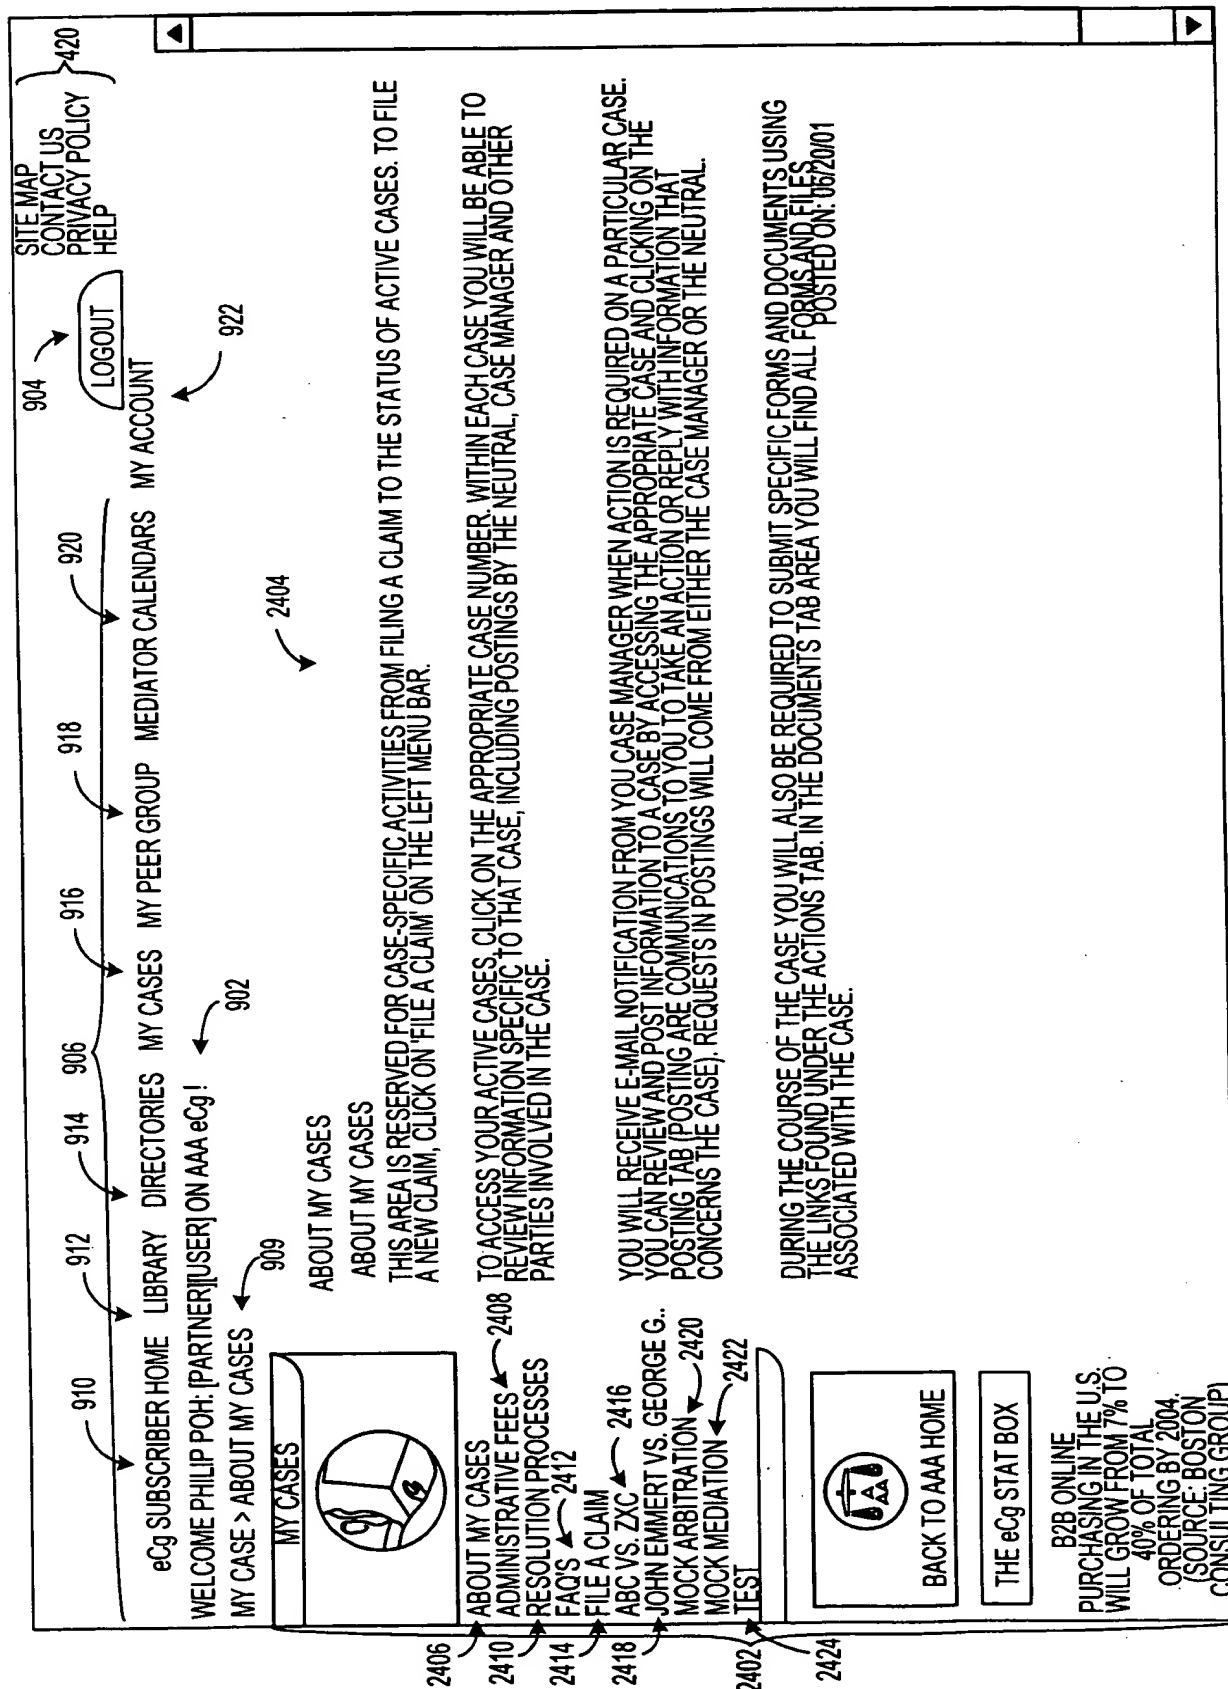 SITE MAP
CONTACT US
PRIVACY POLICY
HELP
420
904
LOGOUT
910
912
914
906
916
918
920
eCg SUBSCRIBER HOME LIBRARY DIRECTORIES MY CASES MY PEER GROUP MEDIATOR CALENDARS MY ACCOUNT
922
WELCOME PHILIP POH: [PARTNER][USER] ON AAA eCg!
902
MY CASE > ABOUT MY CASES
909
2404
MY CASES
2406
ABOUT MY CASES
ADMINISTRATIVE FEES
2408
2410
RESOLUTION PROCESSES
FAQ'S
2412
2414
FILE A CLAIM
ABC VS. ZXC
2416
2418
JOHN EMMERT VS. GEORGE G..
MOCK ARBITRATION
2420
MOCK MEDIATION
2422
TEST
2402
2424
AAA
BACK TO AAA HOME
THE eCg STAT BOX
B2B ONLINE
PURCHASING IN THE U.S.
WILL GROW FROM 7% TO
40% OF TOTAL
ORDERING BY 2004.
(SOURCE: BOSTON
CONSULTING GROUP)
ABOUT MY CASES
ABOUT MY CASES
THIS AREA IS RESERVED FOR CASE-SPECIFIC ACTIVITIES FROM FILING A CLAIM TO THE STATUS OF ACTIVE CASES. TO FILE
A NEW CLAIM, CLICK ON 'FILE A CLAIM' ON THE LEFT MENU BAR.
TO ACCESS YOUR ACTIVE CASES, CLICK ON THE APPROPRIATE CASE NUMBER. WITHIN EACH CASE YOU WILL BE ABLE TO
REVIEW INFORMATION SPECIFIC TO THAT CASE, INCLUDING POSTINGS BY THE NEUTRAL, CASE MANAGER AND OTHER
PARTIES INVOLVED IN THE CASE.
YOU WILL RECEIVE E-MAIL NOTIFICATION FROM YOU CASE MANAGER WHEN ACTION IS REQUIRED ON A PARTICULAR CASE.
YOU CAN REVIEW AND POST INFORMATION TO A CASE BY ACCESSING THE APPROPRIATE CASE AND CLICKING ON THE
POSTING TAB (POSTING ARE COMMUNICATIONS TO YOU TO TAKE AN ACTION OR REPLY WITH INFORMATION THAT
CONCERNS THE CASE). REQUESTS IN POSTINGS WILL COME FROM EITHER THE CASE MANAGER OR THE NEUTRAL.
DURING THE COURSE OF THE CASE YOU WILL ALSO BE REQUIRED TO SUBMIT SPECIFIC FORMS AND DOCUMENTS USING
THE LINKS FOUND UNDER THE ACTIONS TAB. IN THE DOCUMENTS TAB AREA YOU WILL FIND ALL FORMS AND FILES
ASSOCIATED WITH THE CASE.
POSTED ON: 06/20/01